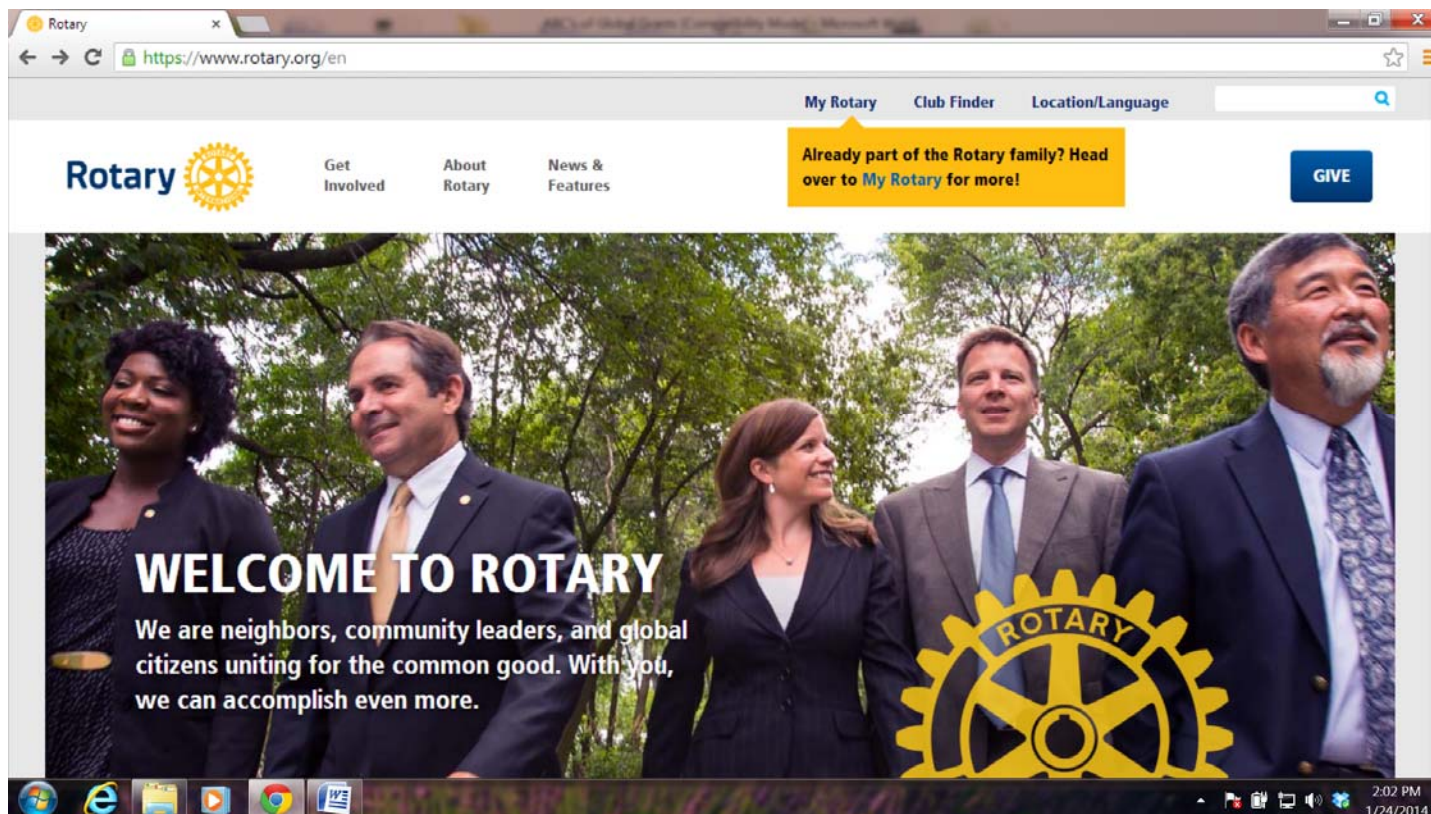 Rotary
https://www.rotary.org/en
My Rotary Club Finder Location/Language
Already part of the Rotary family? Head
over to My Rotary for more!
Rotary
Get
Involved
About
Rotary
News &
Features
GIVE
WELCOME TO ROTARY
We are neighbors, community leaders, and global
citizens uniting for the common good. With you,
we can accomplish even more.
ROTARY
2:02 PM
1/24/2014